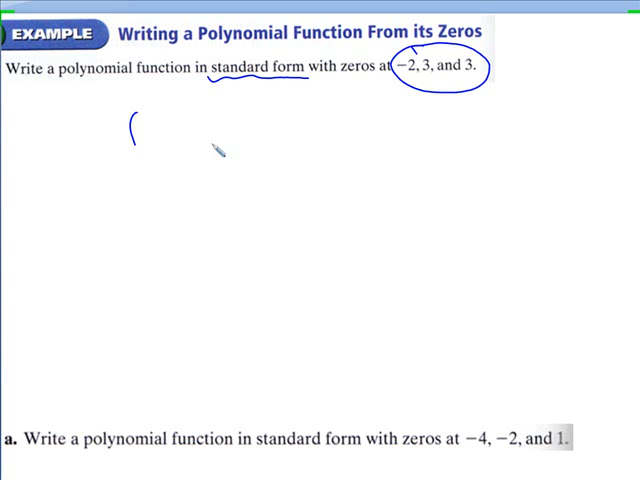 EXAMPLE Writing a Polynomial Function From its Zeros
Write a polynomial function in standard form with zeros at −2, 3, and 3.
(
a. Write a polynomial function in standard form with zeros at −4, −2, and 1.